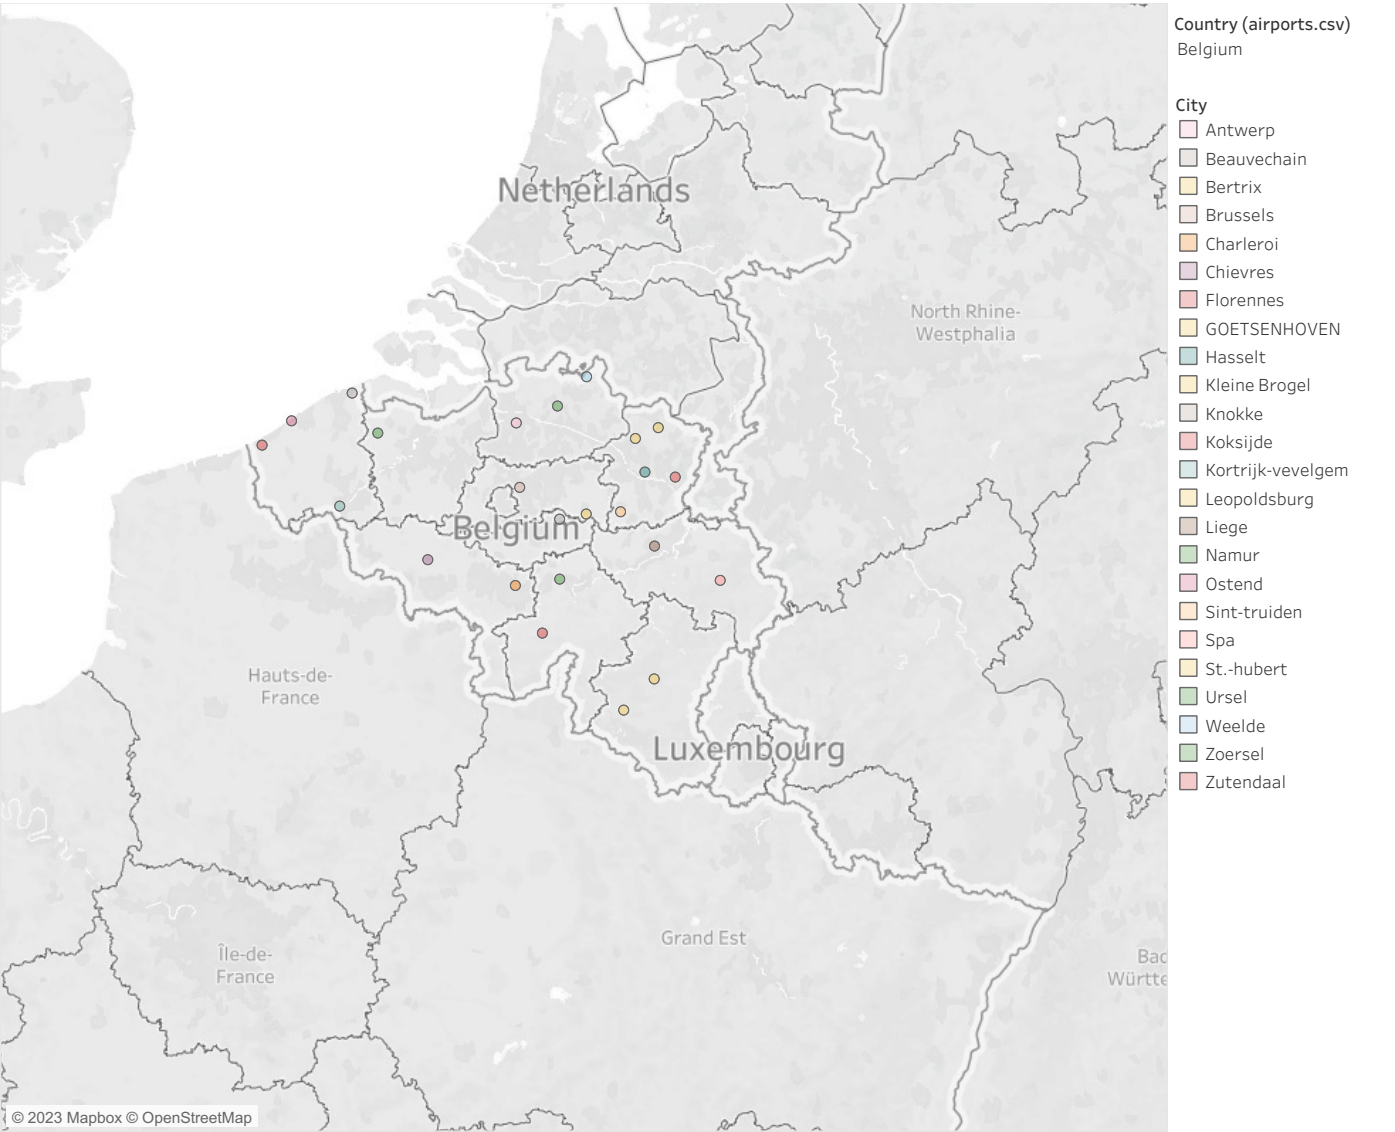 Netherlands
North Rhine-
Westphalia
Belgium
Hauts-de-
France
Luxembourg
Grand Est
Île-de-
France
Bad
Württe
© 2023 Mapbox © OpenStreetMap
Country (airports.csv)
Belgium
City
Antwerp
Beauvechain
Bertrix
Brussels
Charleroi
Chievres
Florennes
GOETSENHOVEN
Hasselt
Kleine Brogel
Knokke
Koksijde
Kortrijk-vevelgem
Leopoldsburg
Liege
Namur
Ostend
Sint-truiden
Spa
St.-hubert
Ursel
Weelde
Zoersel
Zutendaal